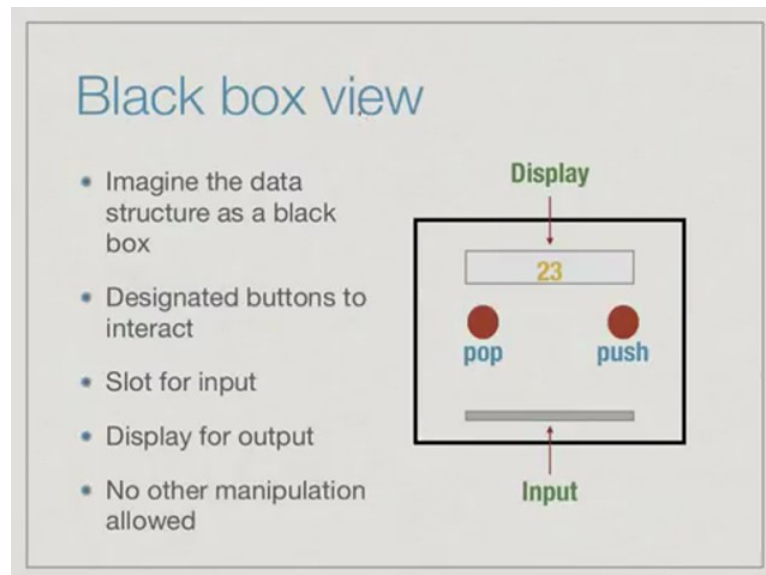 Black box view
• Imagine the data
structure as a black
box
• Designated buttons to
interact
• Slot for input
• Display for output
• No other manipulation
allowed
Display
23
pop push
Input